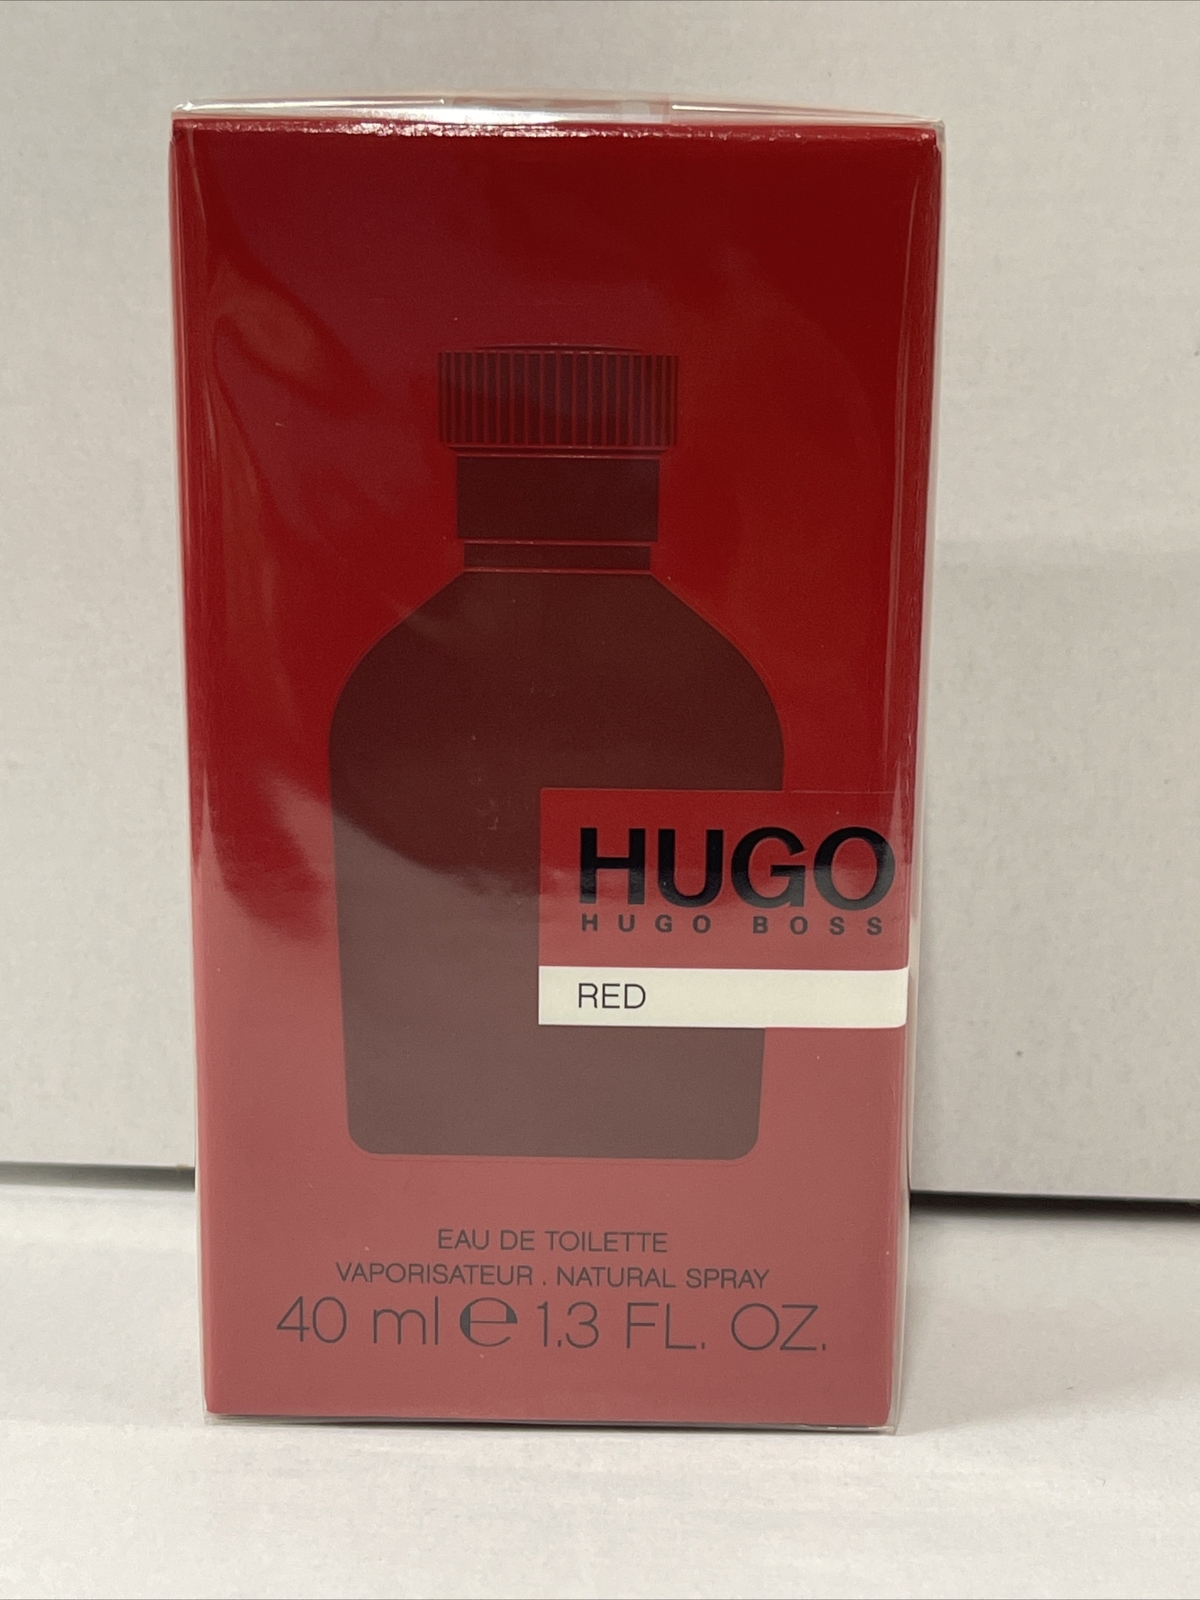 HUGO
HUGO BOSS
RED
EAU DE TOILETTE
VAPORISATEUR . NATURAL SPRAY
40 ml e 1.3 FL. OZ.